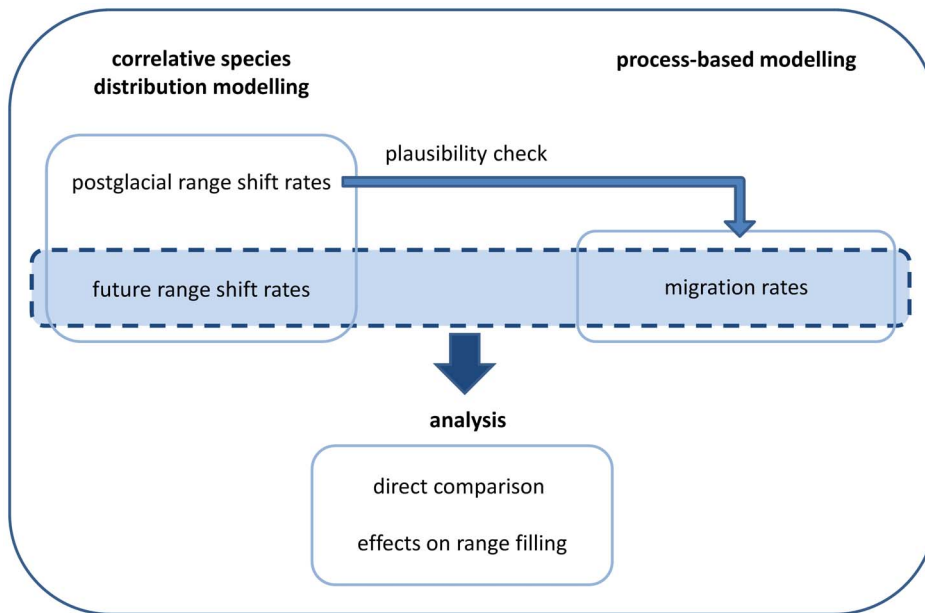 correlative species
distribution modelling
process-based modelling
plausibility check
postglacial range shift rates
future range shift rates
migration rates
analysis
direct comparison
effects on range filling